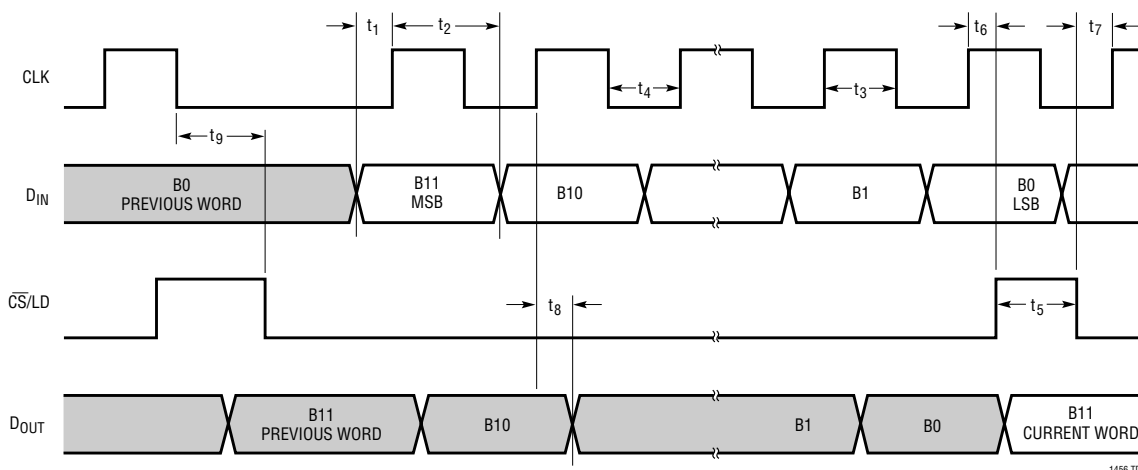 t1
t2
t6
t7
CLK
t4
t3
t9
DIN
B0
PREVIOUS WORD
B11
MSB
B10
B1
B0
LSB
CS/LD
t8
t5
DOUT
B11
PREVIOUS WORD
B10
B1
B0
B11
CURRENT WORD